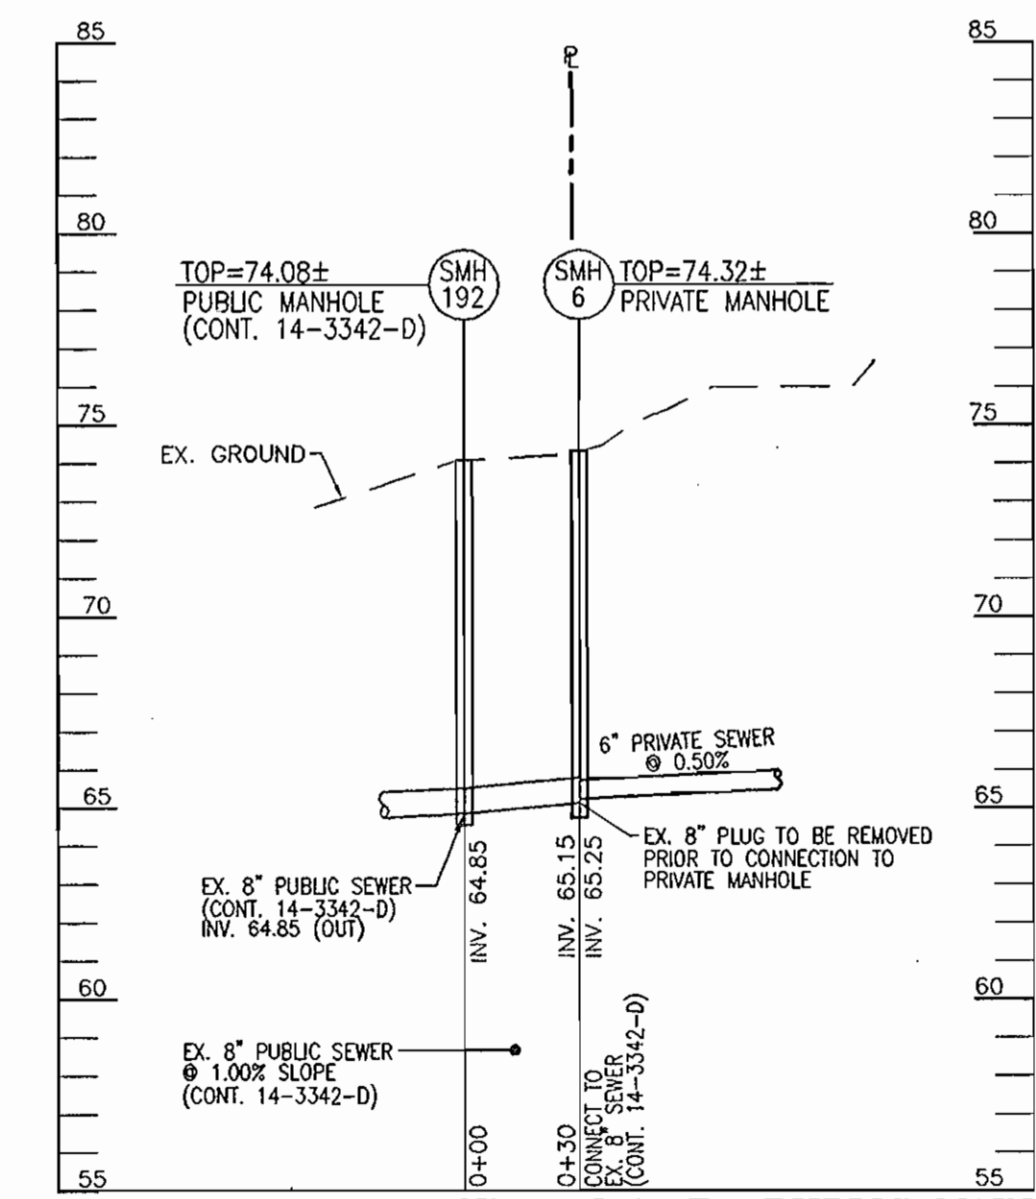 85
85
PL
80
80
TOP=74.08±
PUBLIC MANHOLE
(CONT. 14-3342-D)
SMH
192
SMH
6
TOP=74.32±
PRIVATE MANHOLE
75
75
EX. GROUND
70
70
6" PRIVATE SEWER
@ 0.50%
65
65
EX. 8" PLUG TO BE REMOVED
PRIOR TO CONNECTION TO
PRIVATE MANHOLE
EX. 8" PUBLIC SEWER
(CONT. 14-3342-D)
INV. 64.85 (OUT)
INV. 64.85
INV. 65.15
INV. 65.25
60
60
EX. 8" PUBLIC SEWER
@ 1.00% SLOPE
(CONT. 14-3342-D)
0+00
0+30
CONNECT TO
EX. 8" SEWER
(CONT. 14-3342-D)
55
55